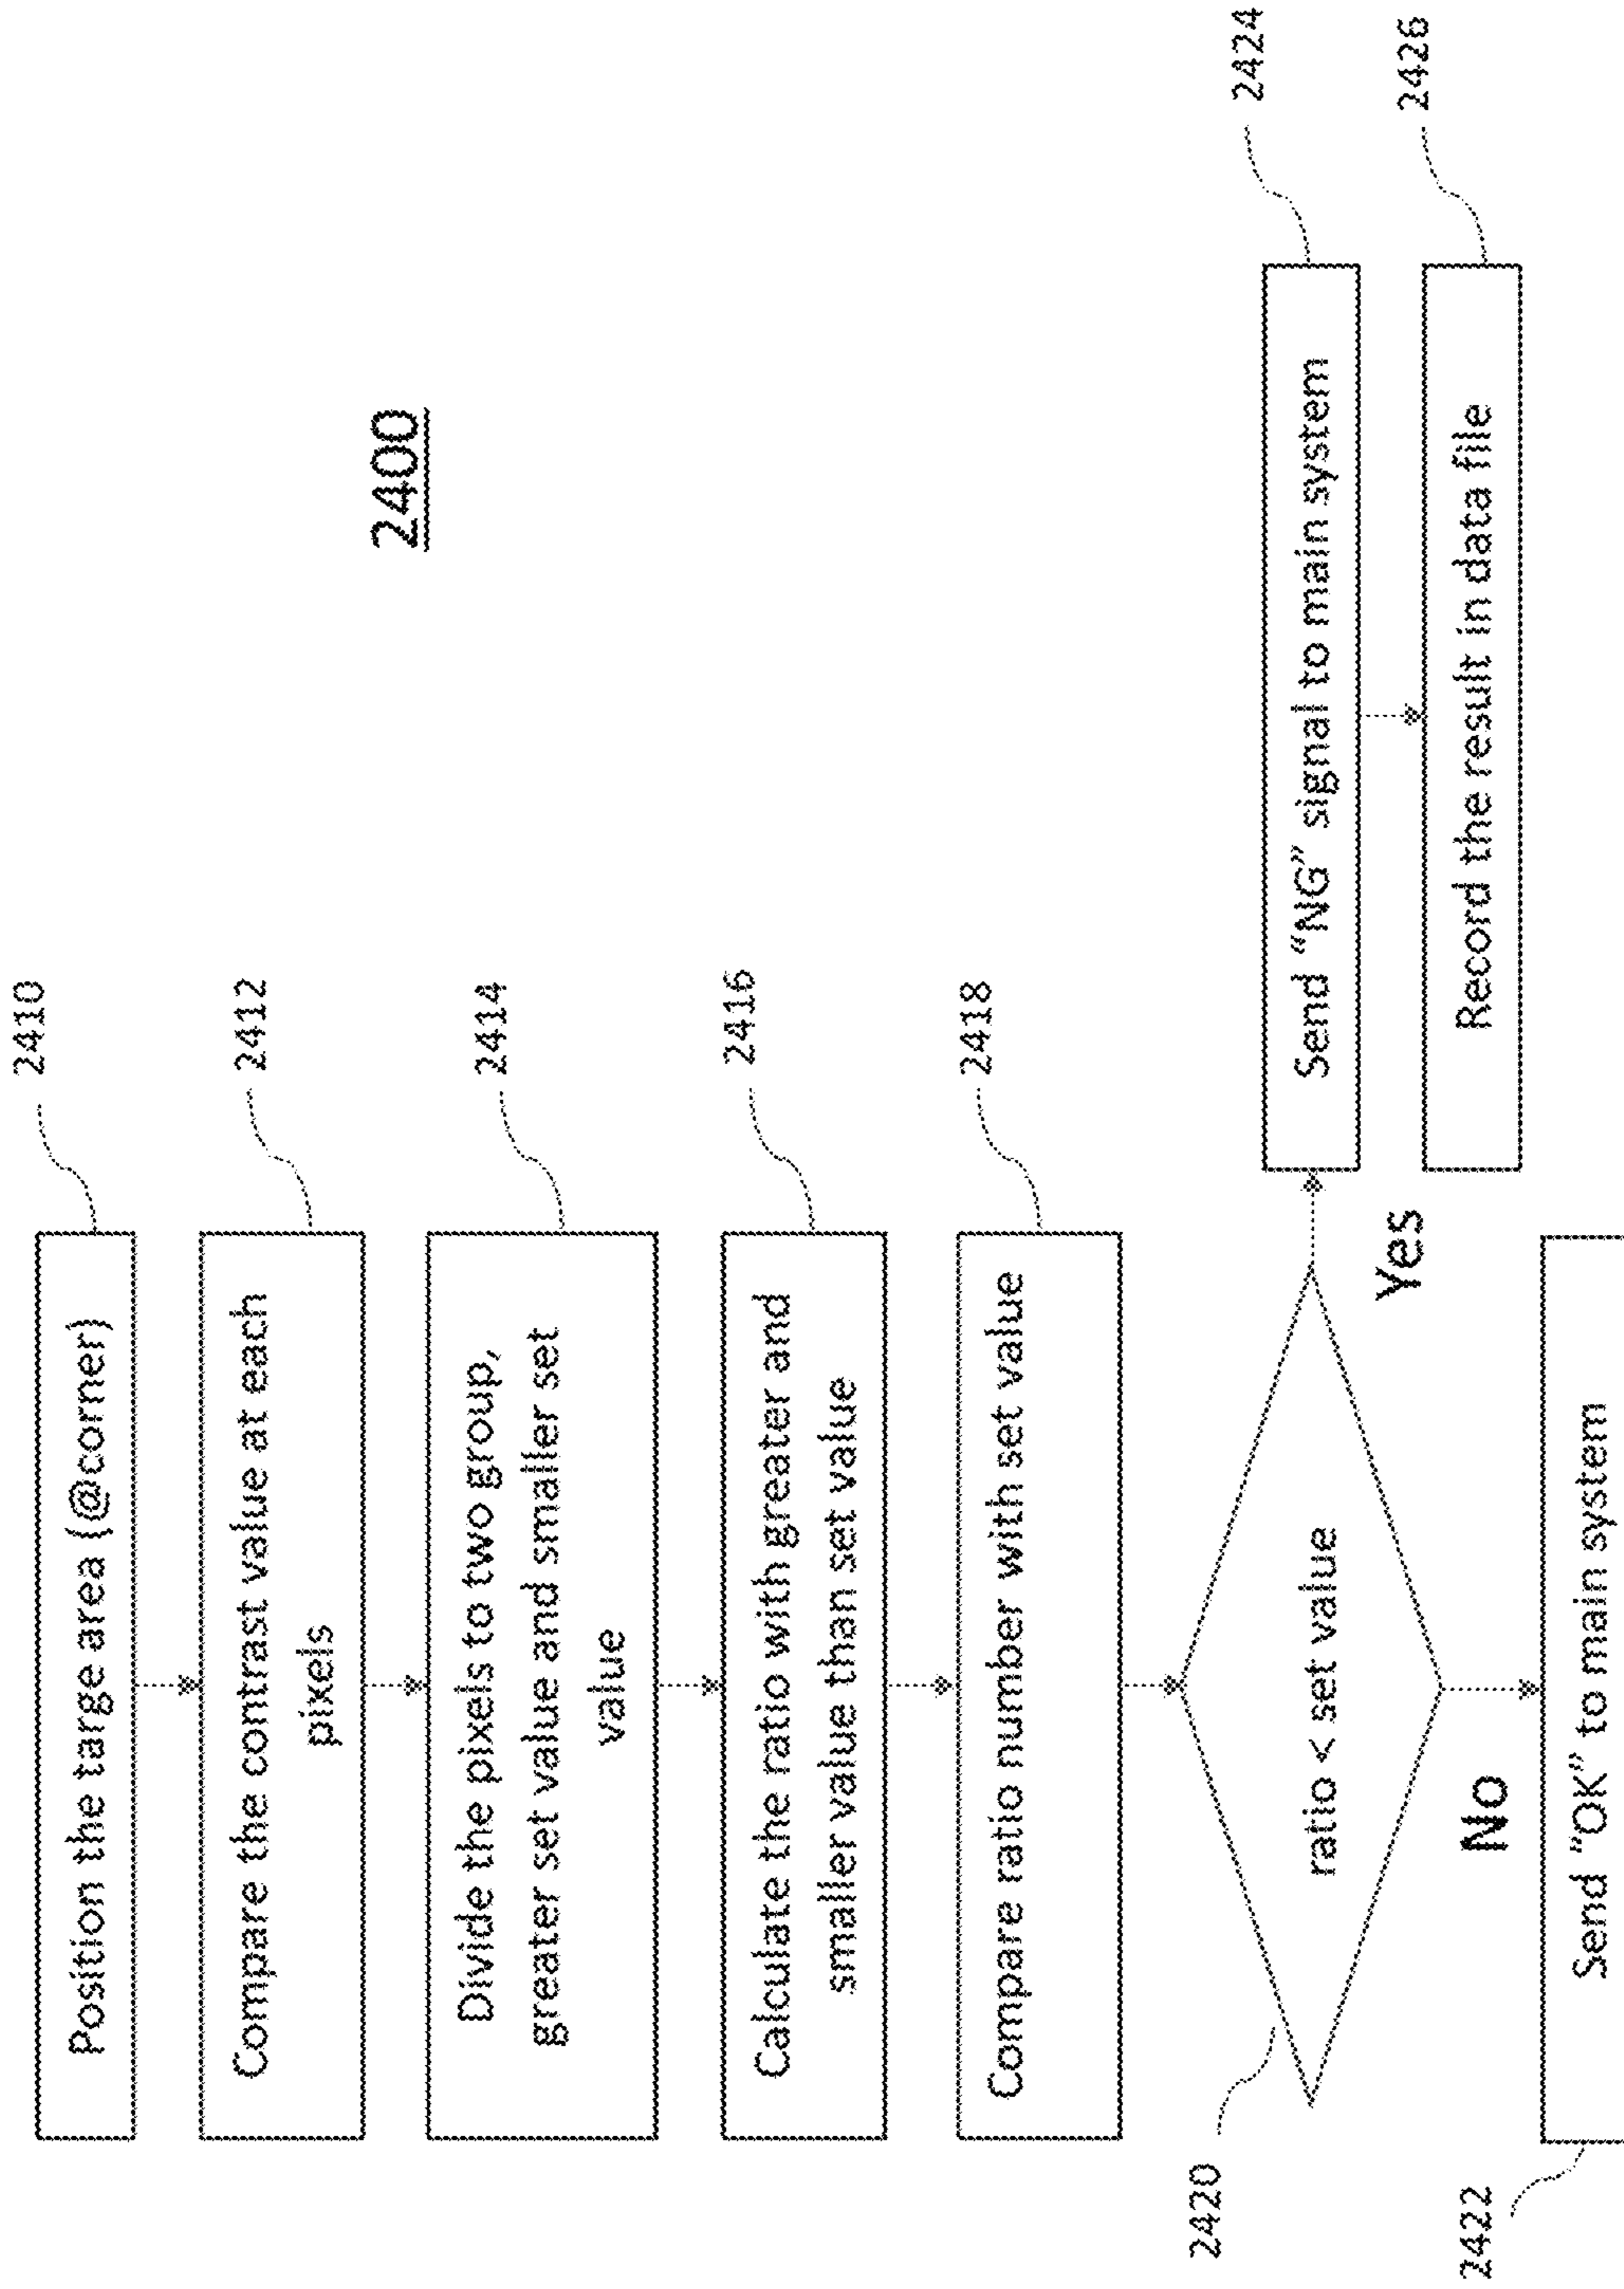 2400
Position the targe area (@corner)
2410
Compare the contrast value at each
pixels
2412
Divide the pixels to two group,
greater set value and smaller set
value
2414
Calculate the ratio with greater and
smaller value than set value
2416
Compare ratio number with set value
2418
ratio < set value
2420
Yes
Send "NG" signal to main system
2424
Record the result in data file
2426
No
Send "OK" to main system
2422